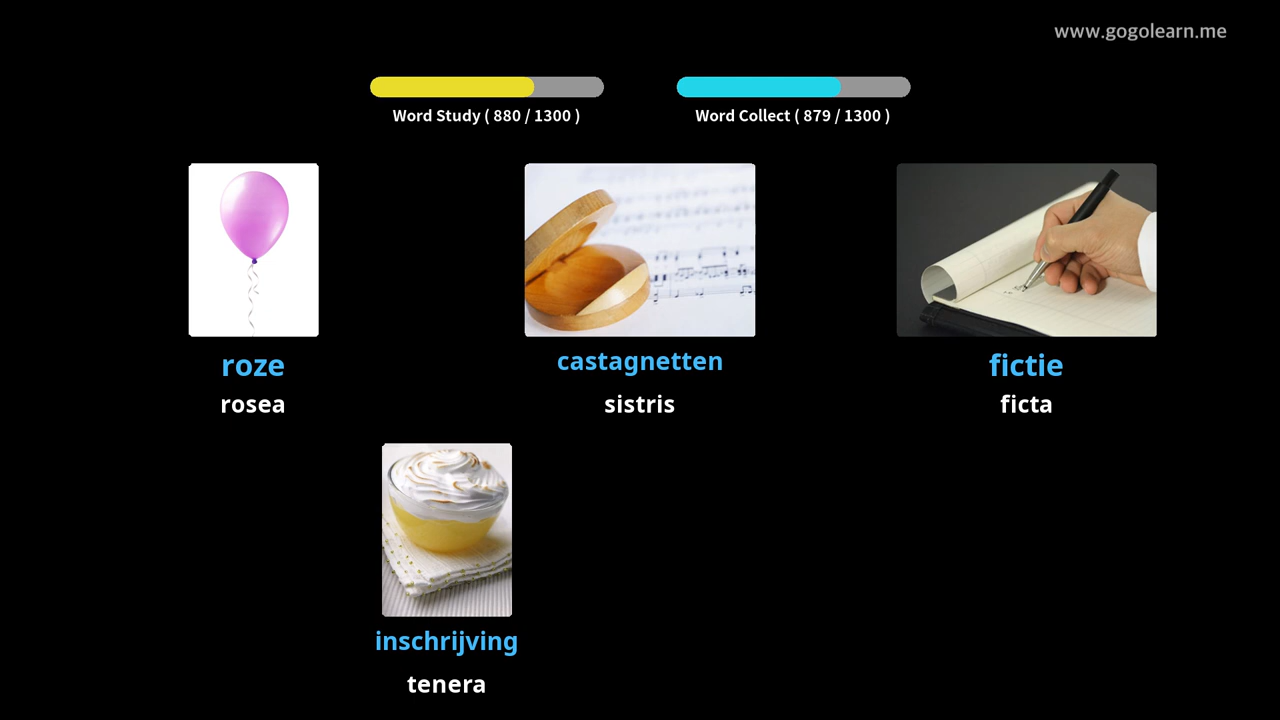 www.gogolearn.me
Word Study ( 880 / 1300 )
Word Collect ( 879 / 1300 )
roze
rosea
castagnetten
sistris
fictie
ficta
inschrijving
tenera